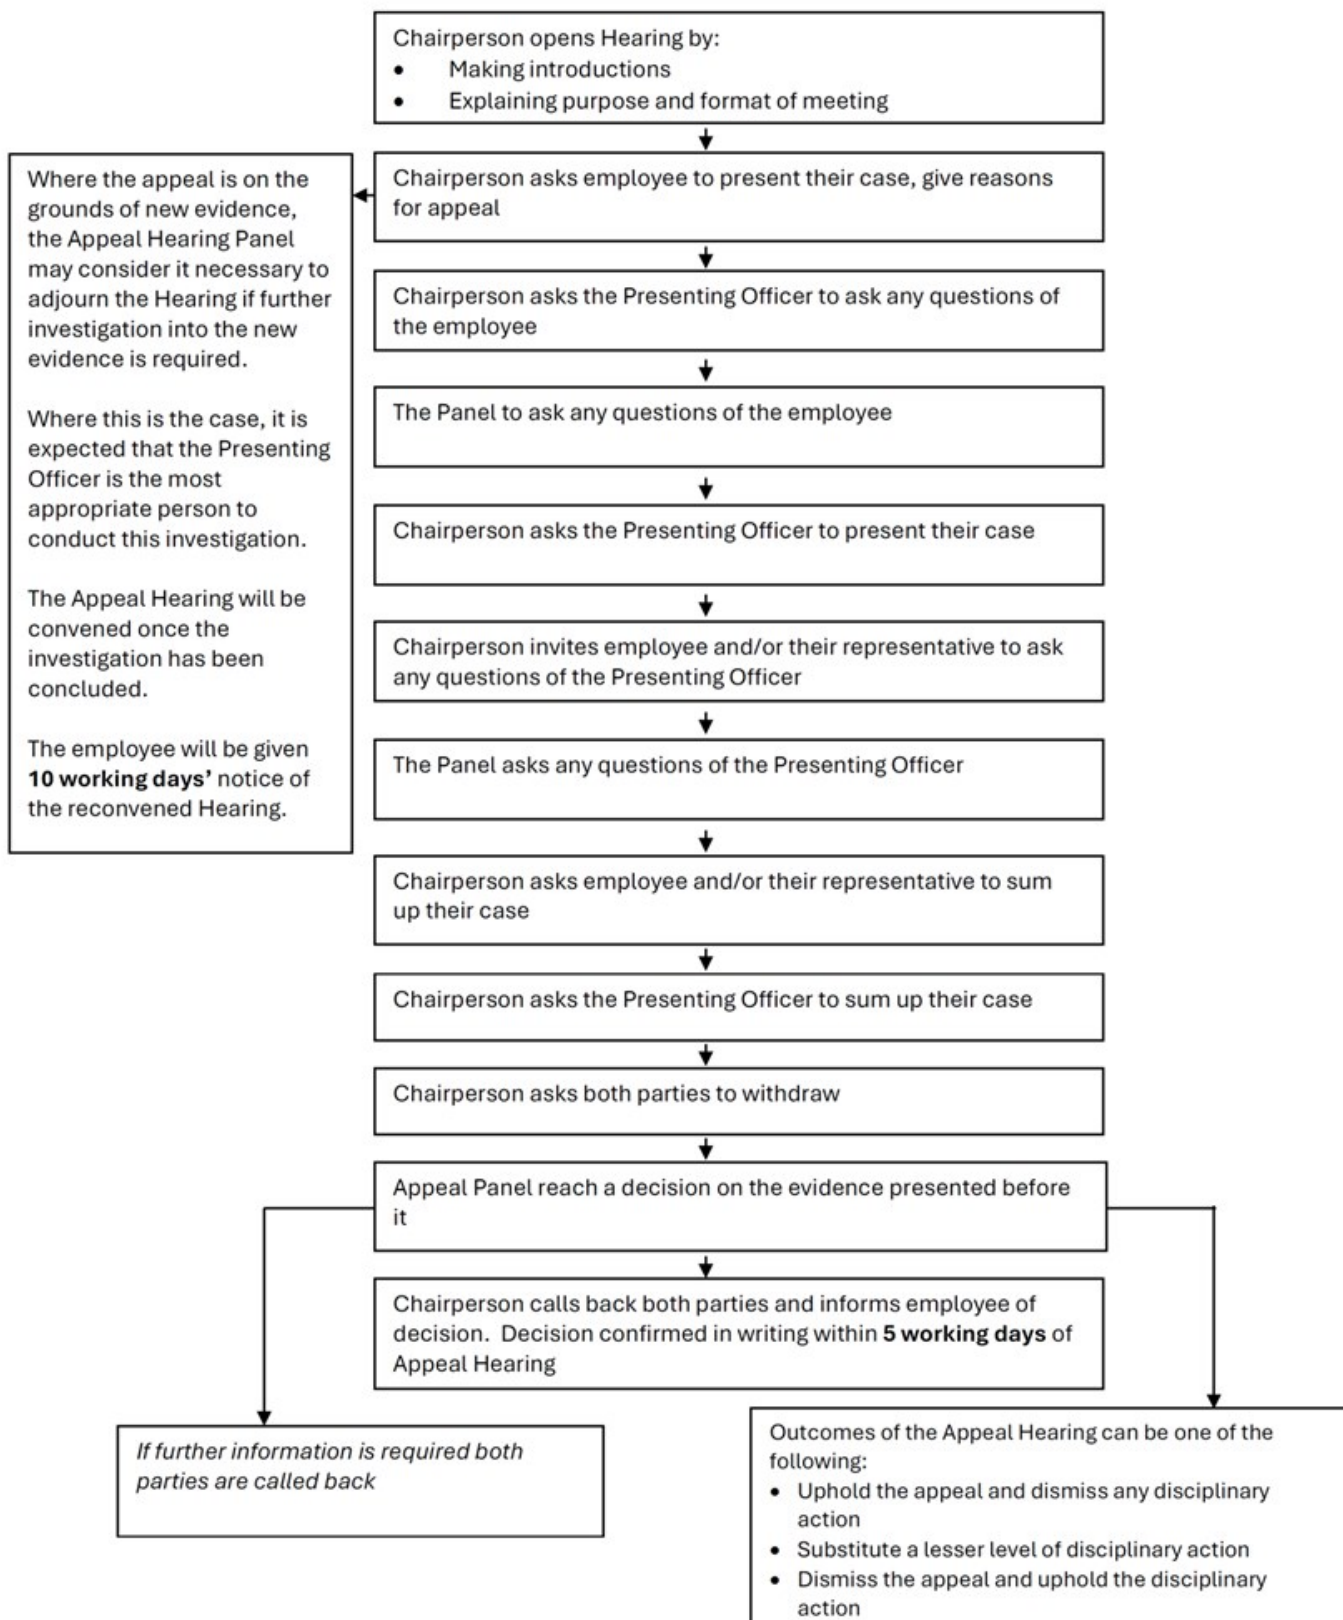 Chairperson opens Hearing by:
• Making introductions
• Explaining purpose and format of meeting
Where the appeal is on the
grounds of new evidence,
the Appeal Hearing Panel
may consider it necessary to
adjourn the Hearing if further
investigation into the new
evidence is required.
Where this is the case, it is
expected that the Presenting
Officer is the most
appropriate person to
conduct this investigation.
The Appeal Hearing will be
convened once the
investigation has been
concluded.
The employee will be given
10 working days’ notice of
the reconvened Hearing.
Chairperson asks employee to present their case, give reasons
for appeal
Chairperson asks the Presenting Officer to ask any questions of
the employee
The Panel to ask any questions of the employee
Chairperson asks the Presenting Officer to present their case
Chairperson invites employee and/or their representative to ask
any questions of the Presenting Officer
The Panel asks any questions of the Presenting Officer
Chairperson asks employee and/or their representative to sum
up their case
Chairperson asks the Presenting Officer to sum up their case
Chairperson asks both parties to withdraw
Appeal Panel reach a decision on the evidence presented before
it
Chairperson calls back both parties and informs employee of
decision. Decision confirmed in writing within 5 working days of
Appeal Hearing
If further information is required both
parties are called back
Outcomes of the Appeal Hearing can be one of the
following:
• Uphold the appeal and dismiss any disciplinary
action
• Substitute a lesser level of disciplinary action
• Dismiss the appeal and uphold the disciplinary
action